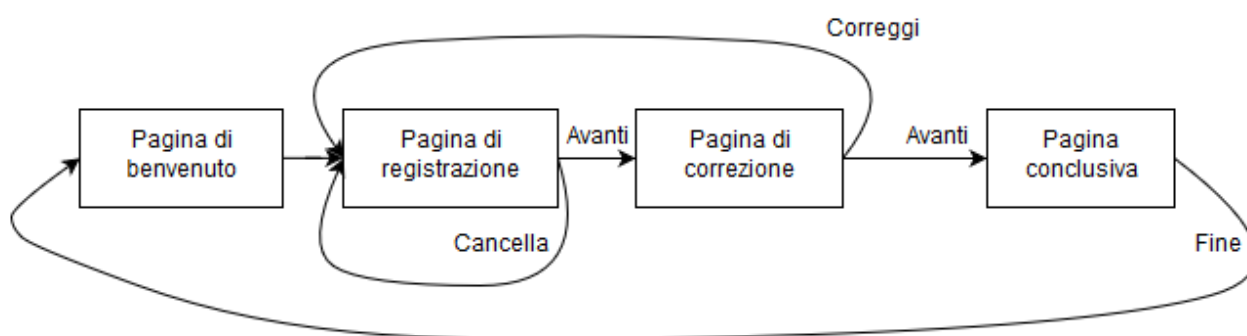 Correggi
Pagina di
benvenuto
Pagina di
registrazione
Avanti
Pagina di
correzione
Avanti
Pagina
conclusiva
Cancella
Fine